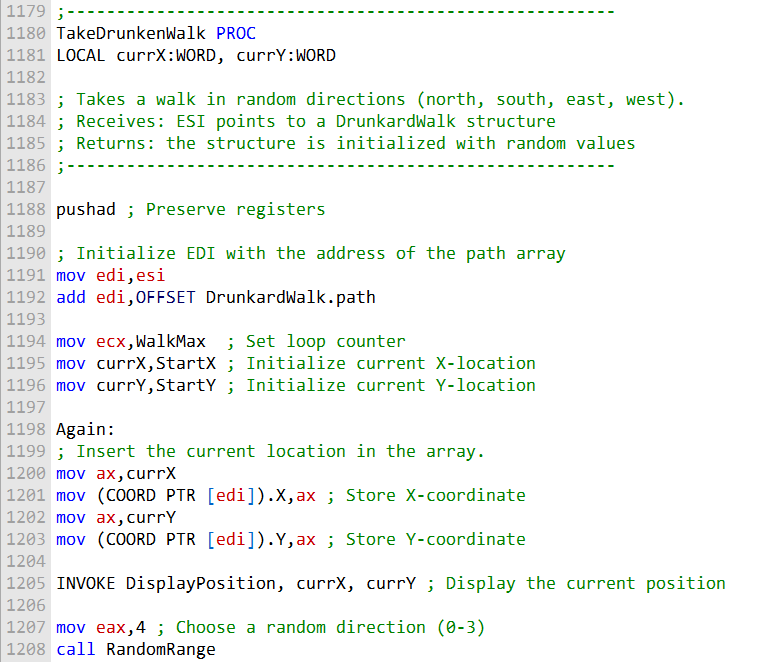 1179 ;-------------------------------------------------------
1180 TakeDrunkenWalk PROC
1181 LOCAL currX:WORD, currY:WORD
1182
1183 ; Takes a walk in random directions (north, south, east, west).
1184 ; Receives: ESI points to a DrunkardWalk structure
1185 ; Returns: the structure is initialized with random values
1186 ;-------------------------------------------------------
1187
1188 pushad ; Preserve registers
1189
1190 ; Initialize EDI with the address of the path array
1191 mov edi,esi
1192 add edi,OFFSET DrunkardWalk.path
1193
1194 mov ecx,WalkMax  ; Set loop counter
1195 mov currX,StartX ; Initialize current X-location
1196 mov currY,StartY ; Initialize current Y-location
1197
1198 Again:
1199 ; Insert the current location in the array.
1200 mov ax,currX
1201 mov (COORD PTR [edi]).X,ax ; Store X-coordinate
1202 mov ax,currY
1203 mov (COORD PTR [edi]).Y,ax ; Store Y-coordinate
1204
1205 INVOKE DisplayPosition, currX, currY ; Display the current position
1206
1207 mov eax,4 ; Choose a random direction (0-3)
1208 call RandomRange